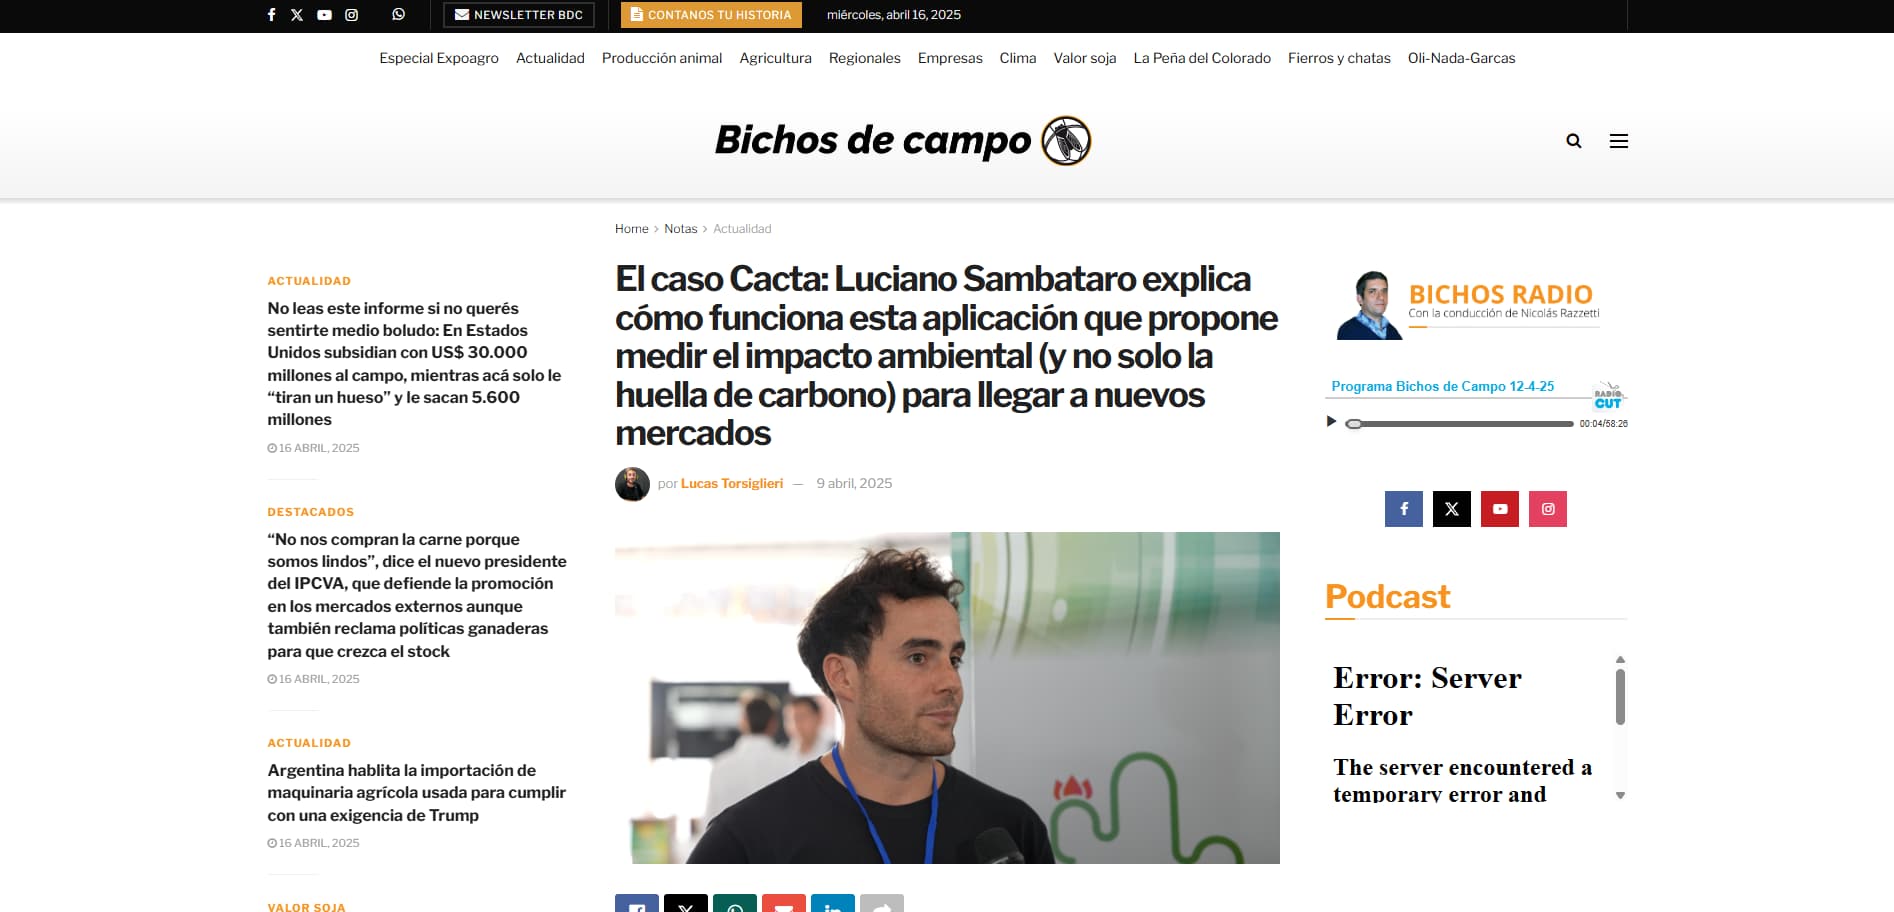 NEWSLETTER BDC
CONTANOS TU HISTORIA
miércoles, abril 16, 2025
Especial Expoagro
Actualidad
Producción animal
Agricultura
Regionales
Empresas
Clima
Valor soja
La Peña del Colorado
Fierros y chatas
Oli-Nada-Garcas
Bichos de campo
ACTUALIDAD
No leas este informe si no querés
sentirte medio boludo: En Estados
Unidos subsidian con US$ 30.000
millones al campo, mientras acá solo le
“tiran un hueso” y le sacan 5.600
millones
16 ABRIL, 2025
DESTACADOS
“No nos compran la carne porque
somos lindos”, dice el nuevo presidente
del IPCVA, que defiende la promoción
en los mercados externos aunque
también reclama políticas ganaderas
para que crezca el stock
16 ABRIL, 2025
ACTUALIDAD
Argentina hablita la importación de
maquinaria agrícola usada para cumplir
con una exigencia de Trump
16 ABRIL, 2025
VALOR SOJA
Home > Notas > Actualidad
El caso Cacta: Luciano Sambataro explica
cómo funciona esta aplicación que propone
medir el impacto ambiental (y no solo la
huella de carbono) para llegar a nuevos
mercados
por Lucas Torsiglieri — 9 abril, 2025
BICHOS RADIO
Con la conducción de Nicolás Razzetti
Programa Bichos de Campo 12-4-25
RADIO
CUT
00:04/58:26
Podcast
Error: Server
Error
The server encountered a
temporary error and